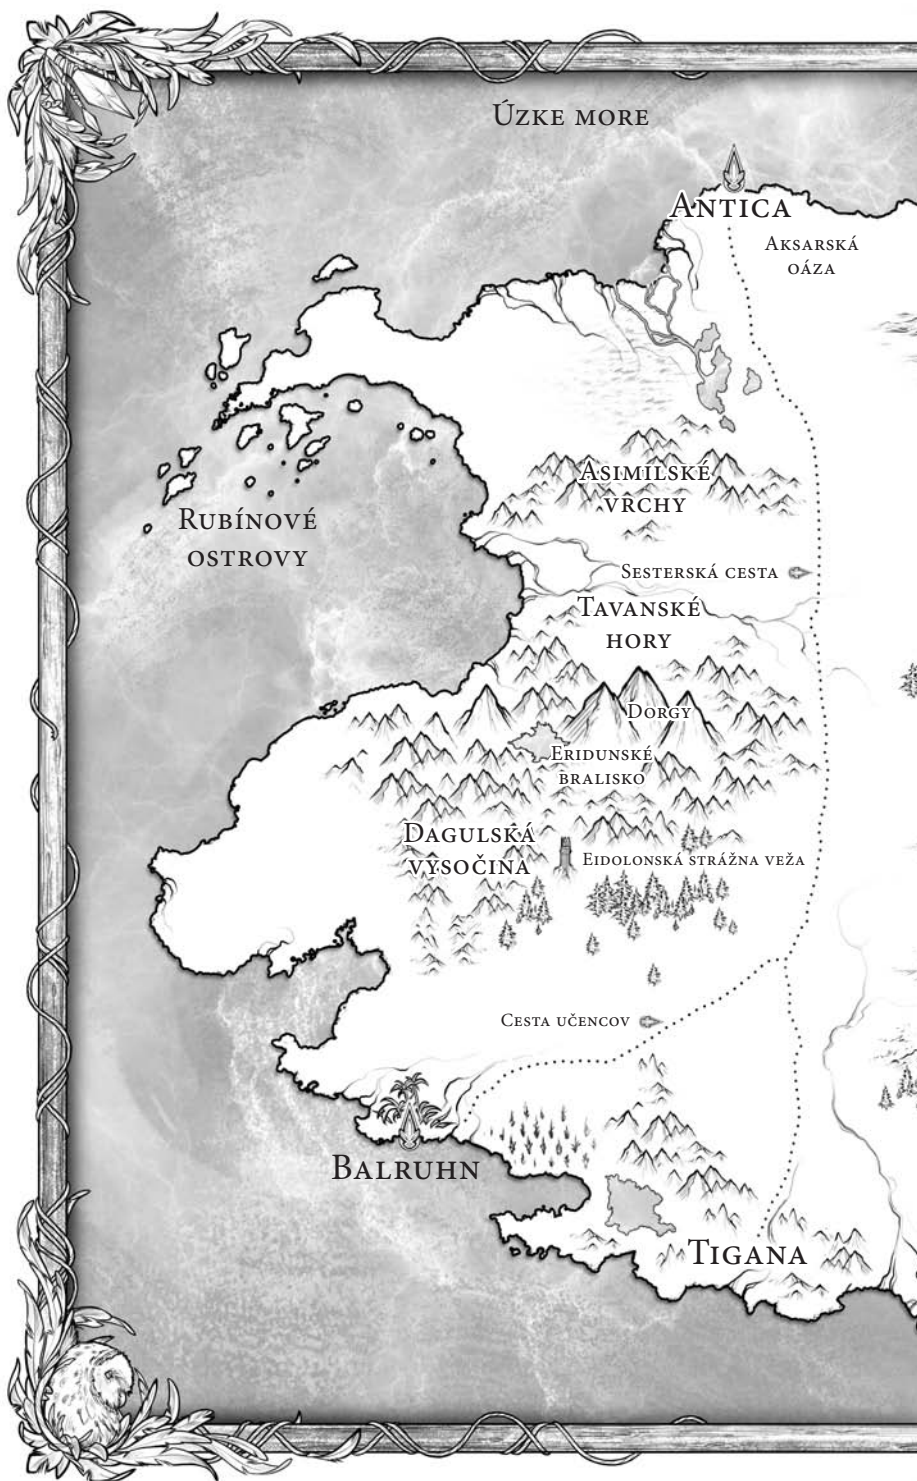 Úzke more
Antica
Aksarská
oáza
Asimilské
vrchy
Rubínové
ostrovy
Sesterská cesta
Tavanské
hory
Dorgy
Eridunské
bralisko
Dagulská
vysočina
Eidolonská strážna veža
Cesta učencov
Balruhn
Tigana